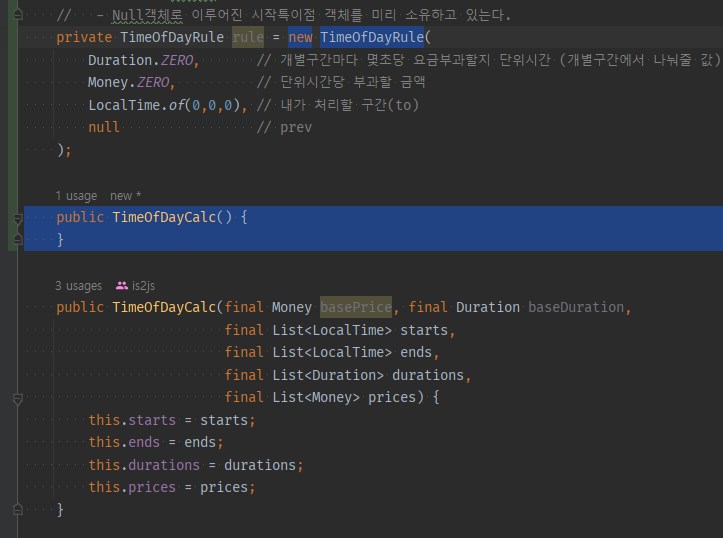 // - Null객체로 이루어진 시작특이점 객체를 미리 소유하고 있는다.
private TimeOfDayRule rule = new TimeOfDayRule(
Duration.ZERO, // 개별구간마다 몇초당 요금부과할지 단위시간 (개별구간에서 나눠줄 값)
Money.ZERO, // 단위시간당 부과할 금액
LocalTime.of(0,0,0), // 내가 처리할 구간(to)
null // prev
);
1 usage new *
public TimeOfDayCalc() {
}
3 usages is2js
public TimeOfDayCalc(final Money basePrice, final Duration baseDuration,
final List<LocalTime> starts,
final List<LocalTime> ends,
final List<Duration> durations,
final List<Money> prices) {
this.starts = starts;
this.ends = ends;
this.durations = durations;
this.prices = prices;
}